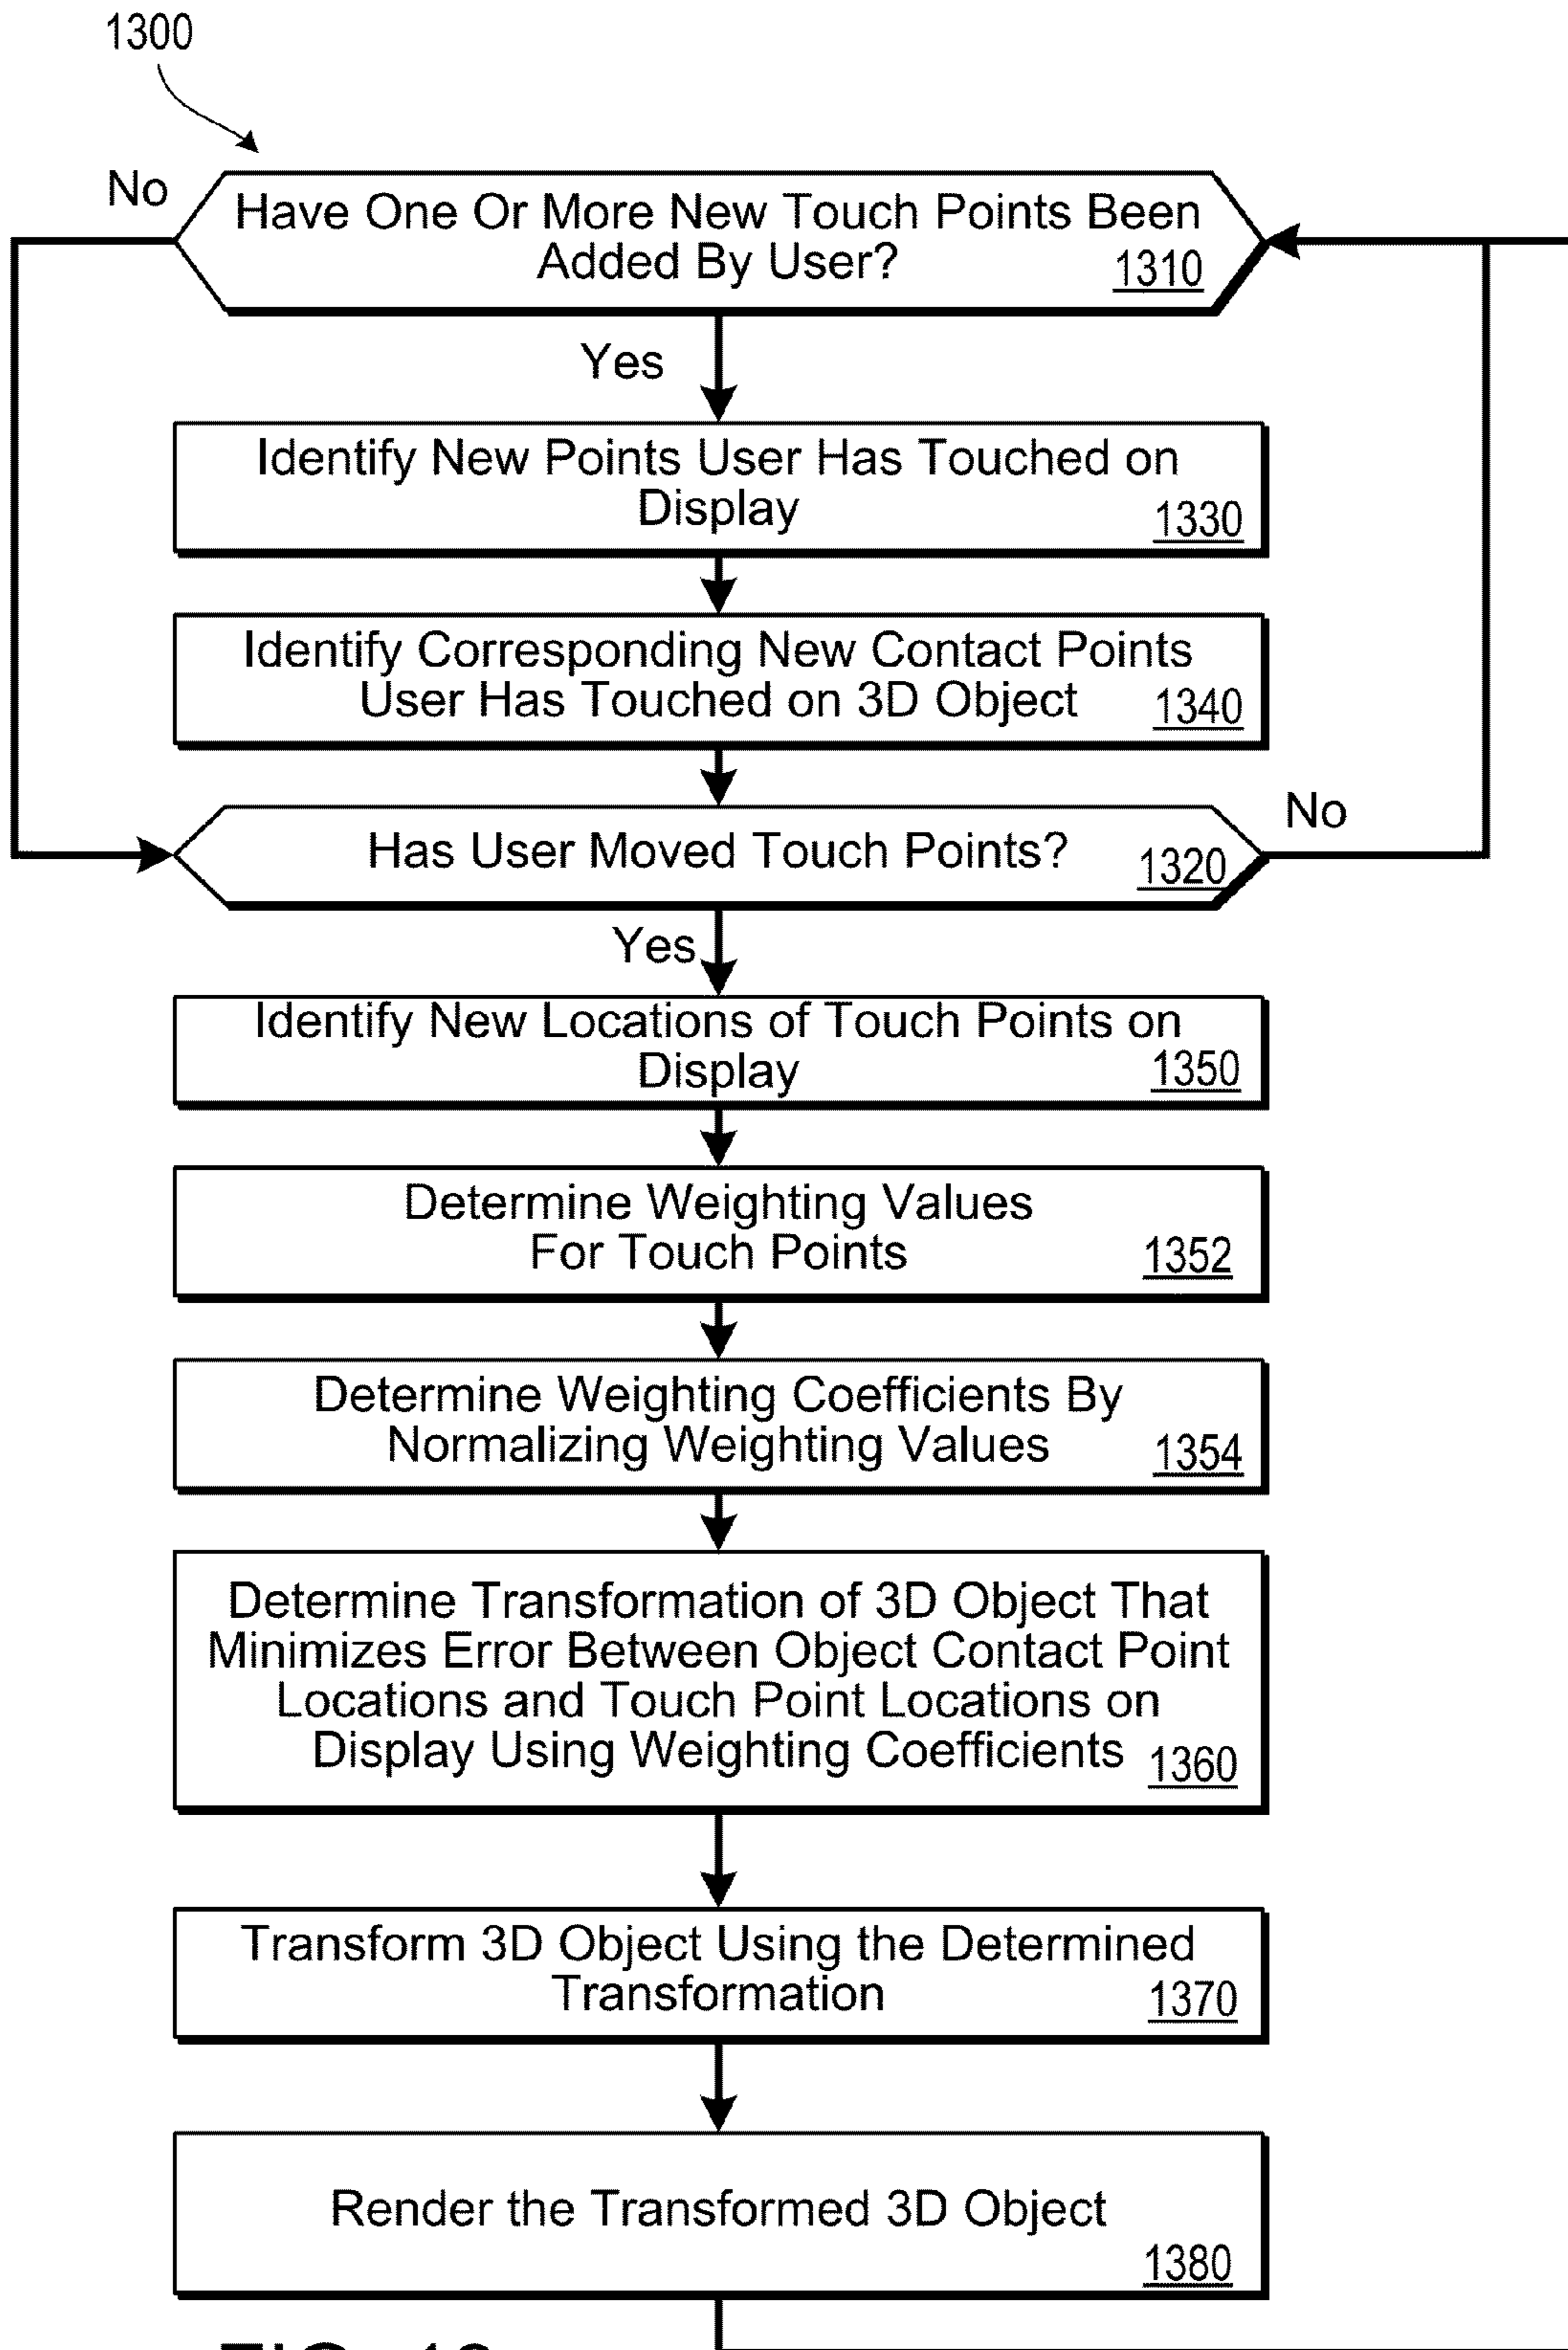 1300
No
Have One Or More New Touch Points Been
Added By User?
1310
Yes
Identify New Points User Has Touched on
Display
1330
Identify Corresponding New Contact Points
User Has Touched on 3D Object
1340
No
Has User Moved Touch Points?
1320
Yes
Identify New Locations of Touch Points on
Display
1350
Determine Weighting Values
For Touch Points
1352
Determine Weighting Coefficients By
Normalizing Weighting Values
1354
Determine Transformation of 3D Object That
Minimizes Error Between Object Contact Point
Locations and Touch Point Locations on
Display Using Weighting Coefficients
1360
Transform 3D Object Using the Determined
Transformation
1370
Render the Transformed 3D Object
1380